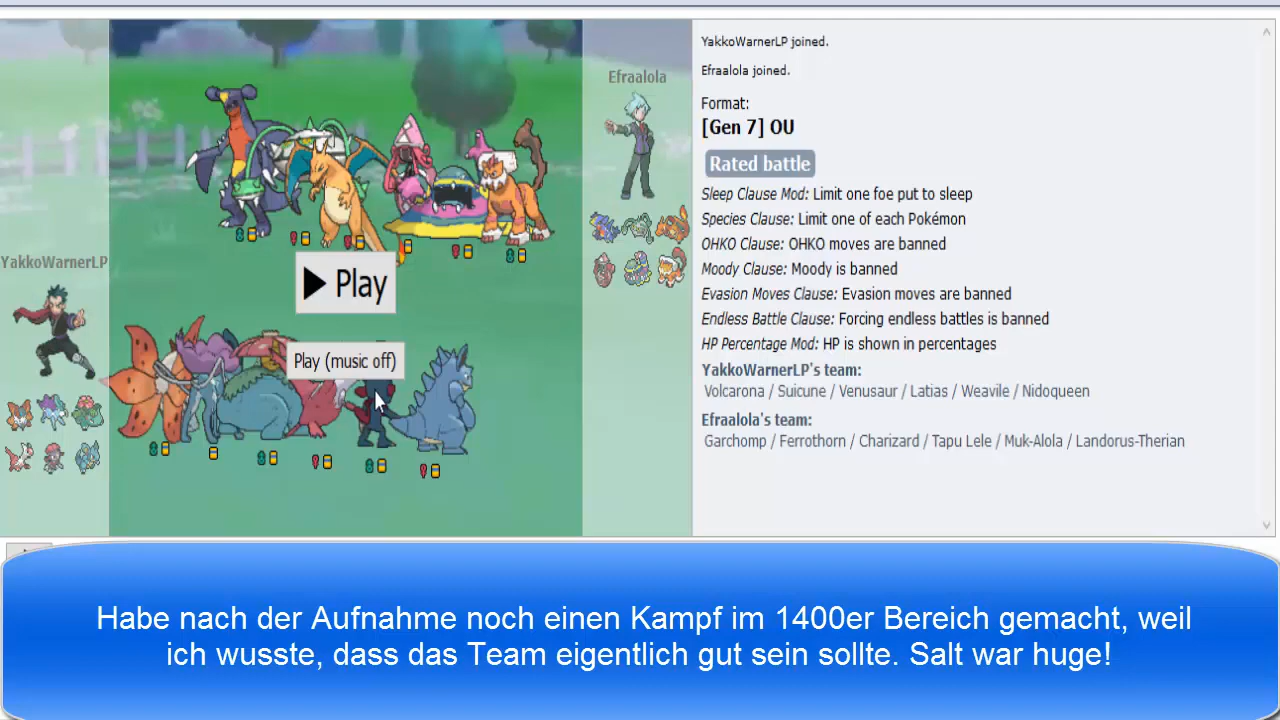 YakkoWarnerLP
Efraalola
▶ Play
Play (music off)
YakkoWarnerLP joined.
Efraalola joined.
Format:
[Gen 7] OU
Rated battle
Sleep Clause Mod: Limit one foe put to sleep
Species Clause: Limit one of each Pokémon
OHKO Clause: OHKO moves are banned
Moody Clause: Moody is banned
Evasion Moves Clause: Evasion moves are banned
Endless Battle Clause: Forcing endless battles is banned
HP Percentage Mod: HP is shown in percentages
YakkoWarnerLP's team:
Volcarona / Suicune / Venusaur / Latias / Weavile / Nidoqueen
Efraalola's team:
Garchomp / Ferrothorn / Charizard / Tapu Lele / Muk-Alola / Landorus-Therian
Habe nach der Aufnahme noch einen Kampf im 1400er Bereich gemacht, weil
ich wusste, dass das Team eigentlich gut sein sollte. Salt war huge!